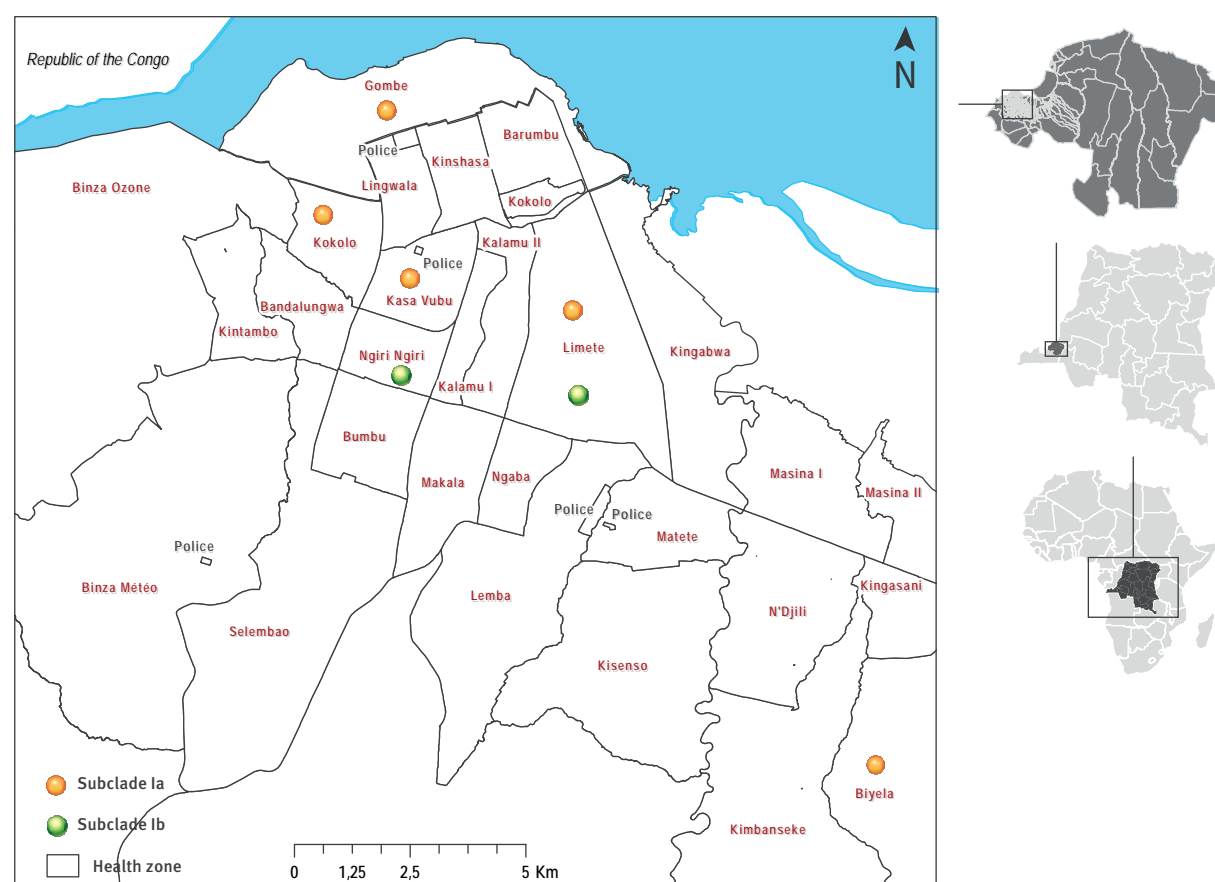 Republic of the Congo
N
Gombe
Barumbu
Police
Kinshasa
Binza Ozone
Lingwala
Kokolo
Kokolo
Kalamu II
Police
Kasa Vubu
Bandalungwa
Kintambo
Limete
Kingabwa
Ngiri Ngiri
Kalamu I
Bumbu
Makala
Ngaba
Masina I
Masina II
Police
Police
Matete
Police
Binza Météo
Lemba
Kingasani
N'Djili
Selembao
Kisenso
Biyela
Kimbanseke
Subclade Ia
Subclade Ib
Health zone
0 1,25 2,5 5 Km